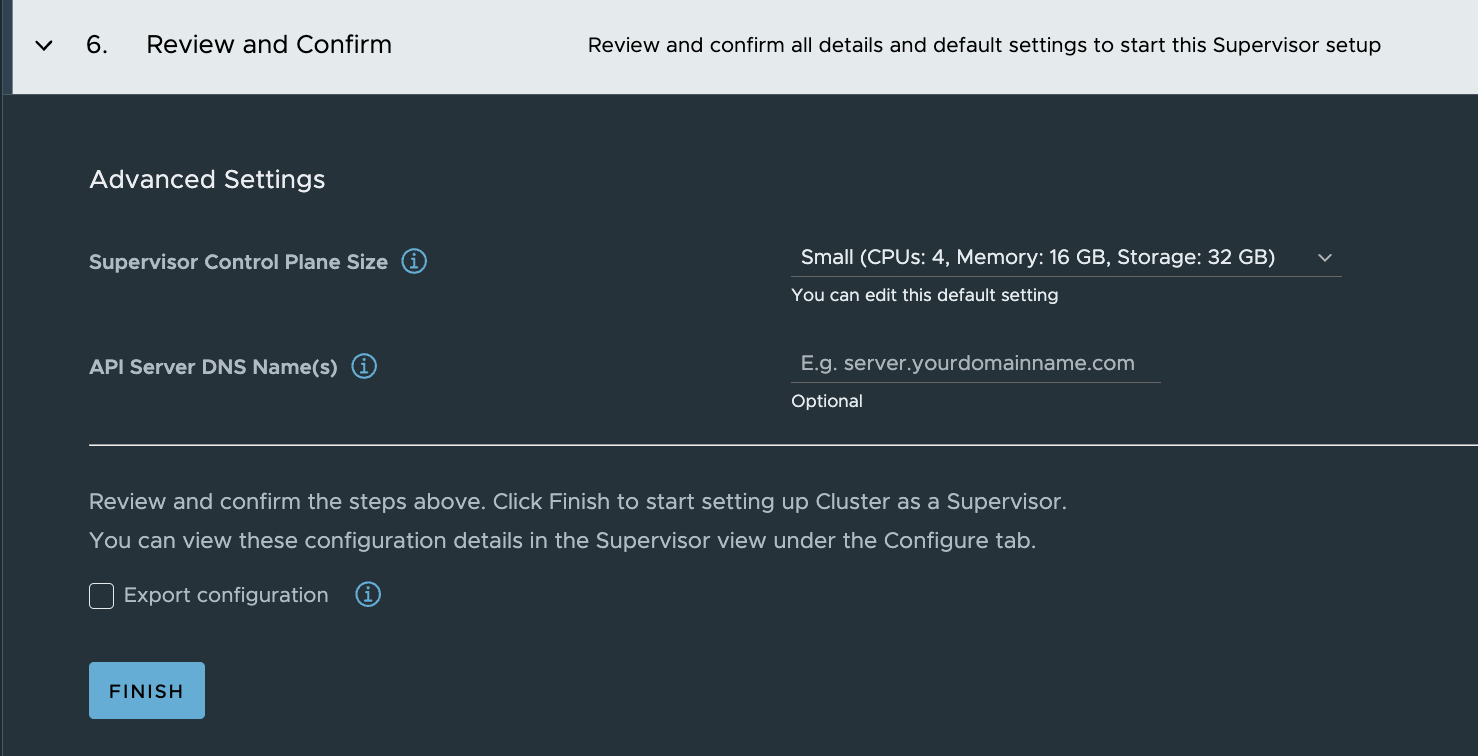 6. Review and Confirm Review and confirm all details and default settings to start this Supervisor setup
Advanced Settings
Supervisor Control Plane Size Small (CPUs: 4, Memory: 16 GB, Storage: 32 GB)
You can edit this default setting
API Server DNS Name(s) E.g. server.yourdomainname.com
Optional
Review and confirm the steps above. Click Finish to start setting up Cluster as a Supervisor.
You can view these configuration details in the Supervisor view under the Configure tab.
Export configuration
FINISH